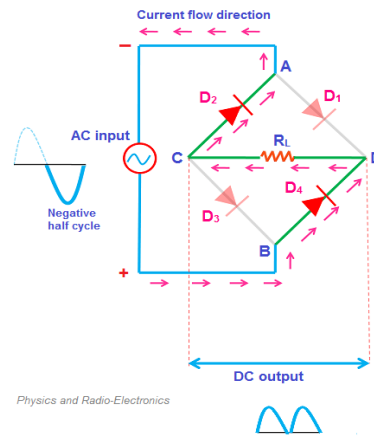 Current flow direction
−
A
D2
D1
AC input
RL
C
D
D4
Negative
half cycle
D3
B
+
DC output
Physics and Radio-Electronics